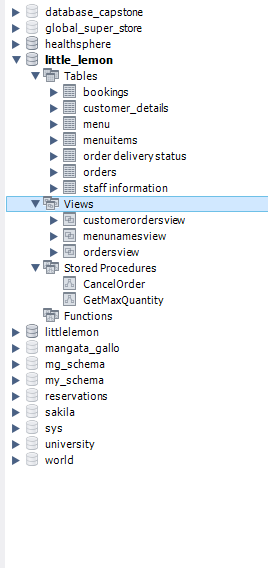 database_capstone
global_super_store
healthsphere
little_lemon
Tables
bookings
customer_details
menu
menuitems
order delivery status
orders
staff information
Views
customerordersview
menunamesview
ordersview
Stored Procedures
CancelOrder
GetMaxQuantity
Functions
littlelemon
mangata_gallo
mg_schema
my_schema
reservations
sakila
sys
university
world